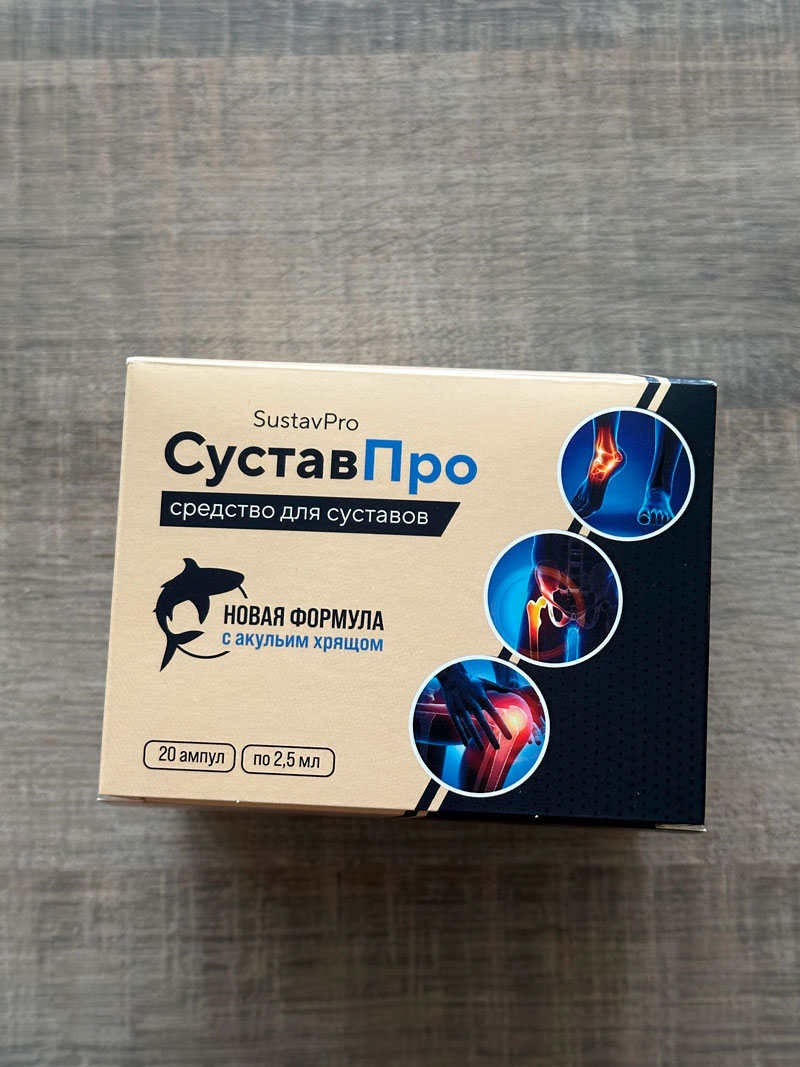 SustavPro
СуставПро
средство для суставов
НОВАЯ ФОРМУЛА
с акульим хрящом
20 ампул
по 2,5 мл